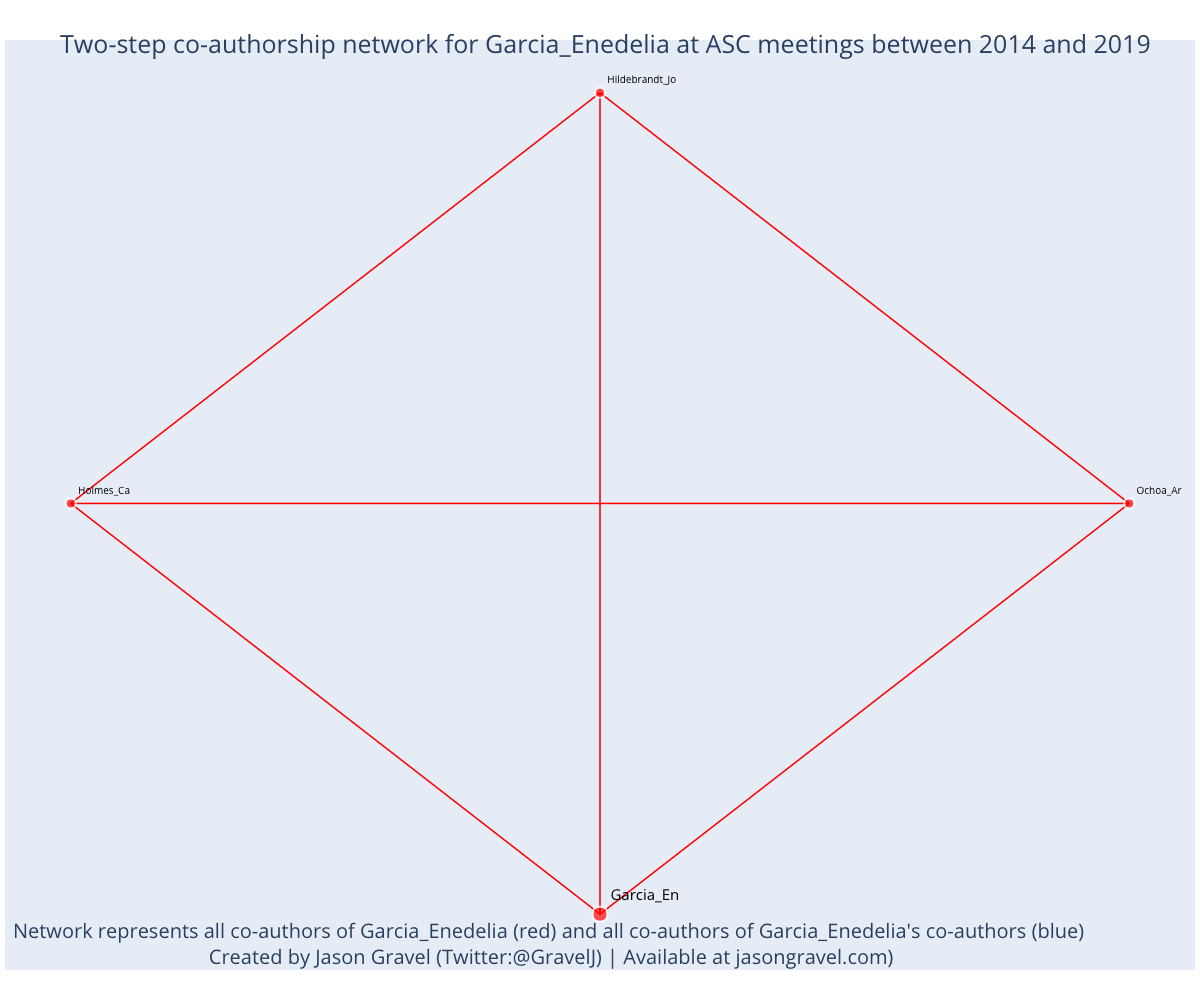 Two-step co-authorship network for Garcia_Enedelia at ASC meetings between 2014 and 2019
Hildebrandt_Jo
Holmes_Ca
Ochoa_Ar
Garcia_En
Network represents all co-authors of Garcia_Enedelia (red) and all co-authors of Garcia_Enedelia's co-authors (blue)
Created by Jason Gravel (Twitter:@GravelJ) | Available at jasongravel.com)